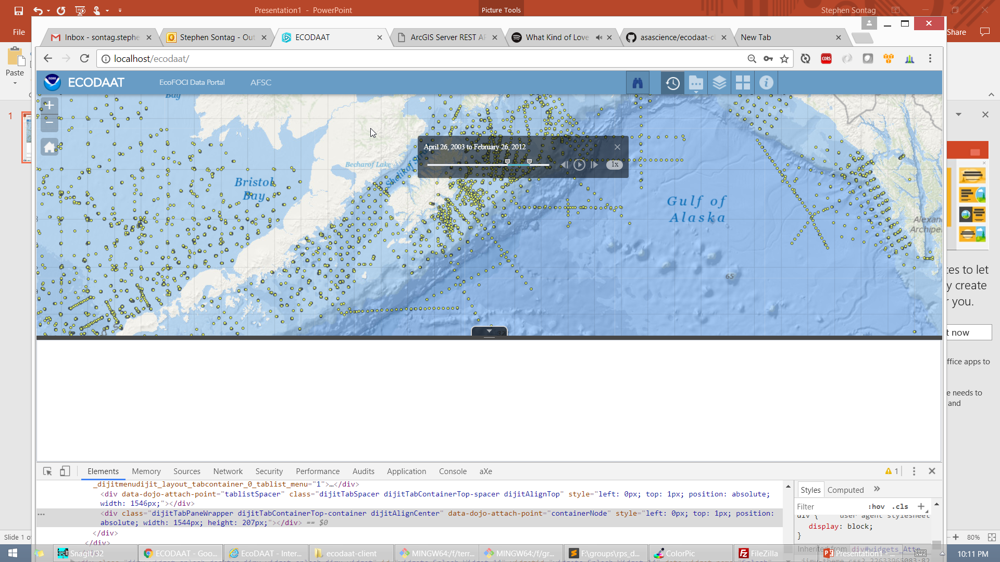 Presentation1 - PowerPoint
Picture Tools
Stephen Sontag
File
Share
Inbox - sontag.stephe
Stephen Sontag - Out
ECODAAT
ArcGIS Server REST AP
What Kind of Love
asascience/ecodaat-cl
New Tab
localhost/ecodaat/
CORS
Paste
NOAA
ECODAAT
EcoFOCI Data Portal
AFSC
Bay
1
April 26, 2003 to February 26, 2012
1x
Becharof Lake
Bristol
Bay
Gulf of
Alaska
65
ces to let
y create
r you.
t now
ffice apps to
e needs to
and
Elements
Memory
Sources
Network
Security
Performance
Audits
Application
Console
aXe
1
_dijitmenudijit_layout_tabcontainer_0_tablist_menu="1">…</div>
<div data-dojo-attach-point="tablistSpacer" class="dijitTabSpacer dijitTabContainerTop-spacer dijitAlignTop" style="left: 0px; top: 1px; position: absolute;
width: 1546px;"></div>
<div class="dijitTabPaneWrapper dijitTabContainerTop-container dijitAlignCenter" data-dojo-attach-point="containerNode" style="left: 0px; top: 1px; position:
absolute; width: 1544px; height: 207px;"></div> == $0
</div>
</div>
Styles
Computed
Filter
:hov .cls
div { user agent stylesheet
display: block;
}
Inherited from div#widgets_Atte
Slide 1 o
80%
Snagit/32
ECODAAT - Goo...
EcoDAAT - Inter...
ecodaat-client
MINGW64:/f/terr...
MINGW64:/f/gr...
F:\groups\rps_d...
ColorPic
FileZilla
Presentation1 - ...
10:11 PM